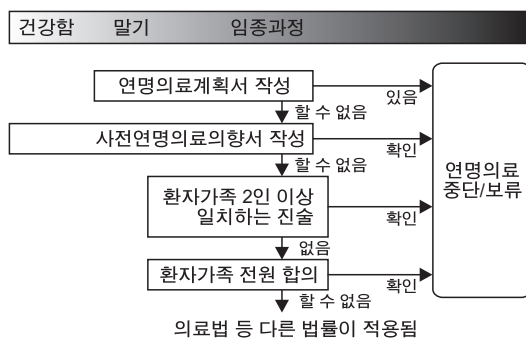 건강함 말기 임종과정
연명의료계획서 작성
있음
할 수 없음
사전연명의료의향서 작성
확인
할 수 없음
환자가족 2인 이상
일치하는 진술
확인
없음
환자가족 전원 합의
확인
할 수 없음
의료법 등 다른 법률이 적용됨
연명의료
중단/보류